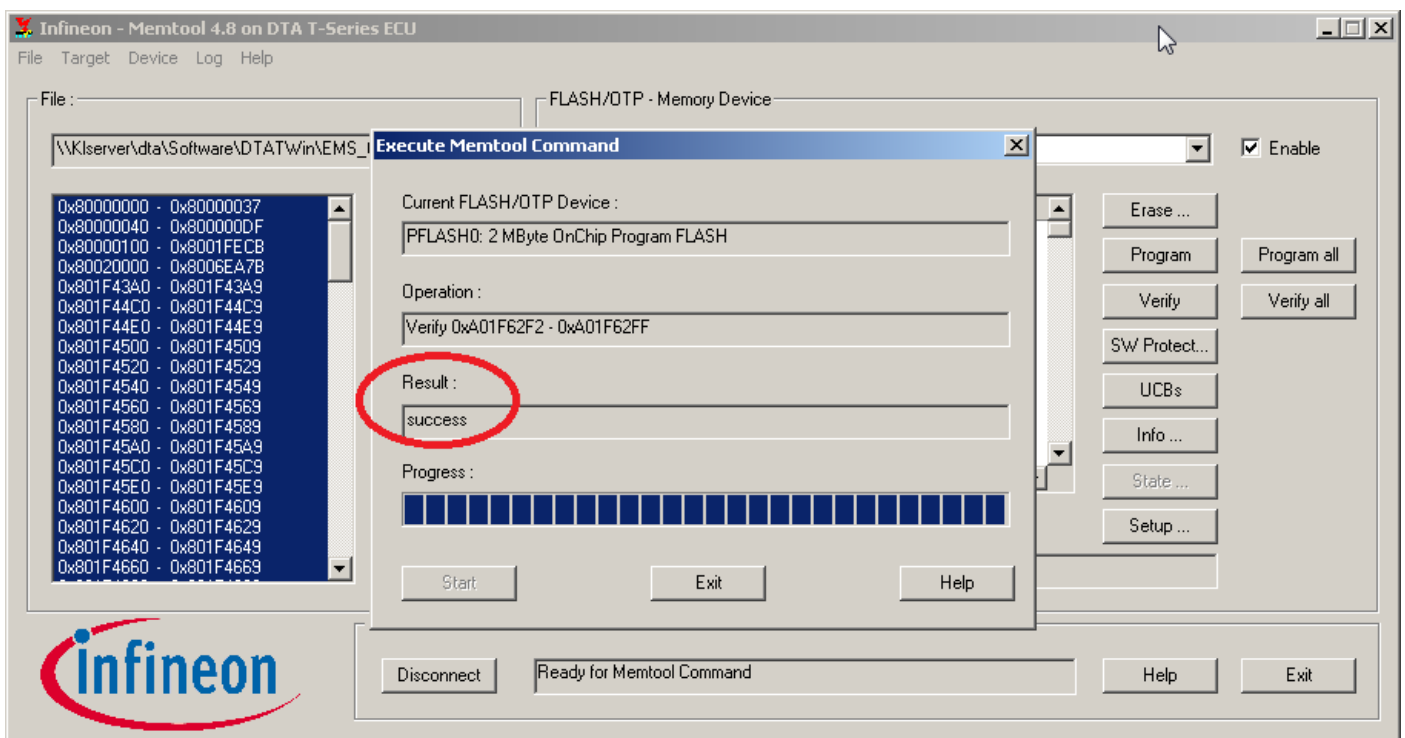 Infineon - Memtool 4.8 on DTA T-Series ECU
File Target Device Log Help
File :
FLASH/OTP - Memory Device
\\KIserver\dta\Software\DTATWin\EMS_
Enable
0x80000000 - 0x80000037
0x80000040 - 0x800000DF
0x80000100 - 0x8001FECB
0x80020000 - 0x8006EA7B
0x801F43A0 - 0x801F43A9
0x801F44C0 - 0x801F44C9
0x801F44E0 - 0x801F44E9
0x801F4500 - 0x801F4509
0x801F4520 - 0x801F4529
0x801F4540 - 0x801F4549
0x801F4560 - 0x801F4569
0x801F4580 - 0x801F4589
0x801F45A0 - 0x801F45A9
0x801F45C0 - 0x801F45C9
0x801F45E0 - 0x801F45E9
0x801F4600 - 0x801F4609
0x801F4620 - 0x801F4629
0x801F4640 - 0x801F4649
0x801F4660 - 0x801F4669
Execute Memtool Command
Current FLASH/OTP Device :
PFLASH0: 2 MByte OnChip Program FLASH
Operation :
Verify 0xA01F62F2 - 0xA01F62FF
Result :
success
Progress :
Start Exit Help
Erase ...
Program Program all
Verify Verify all
SW Protect...
UCBs
Info ...
State ...
Setup ...
infineon
Disconnect Ready for Memtool Command Help Exit